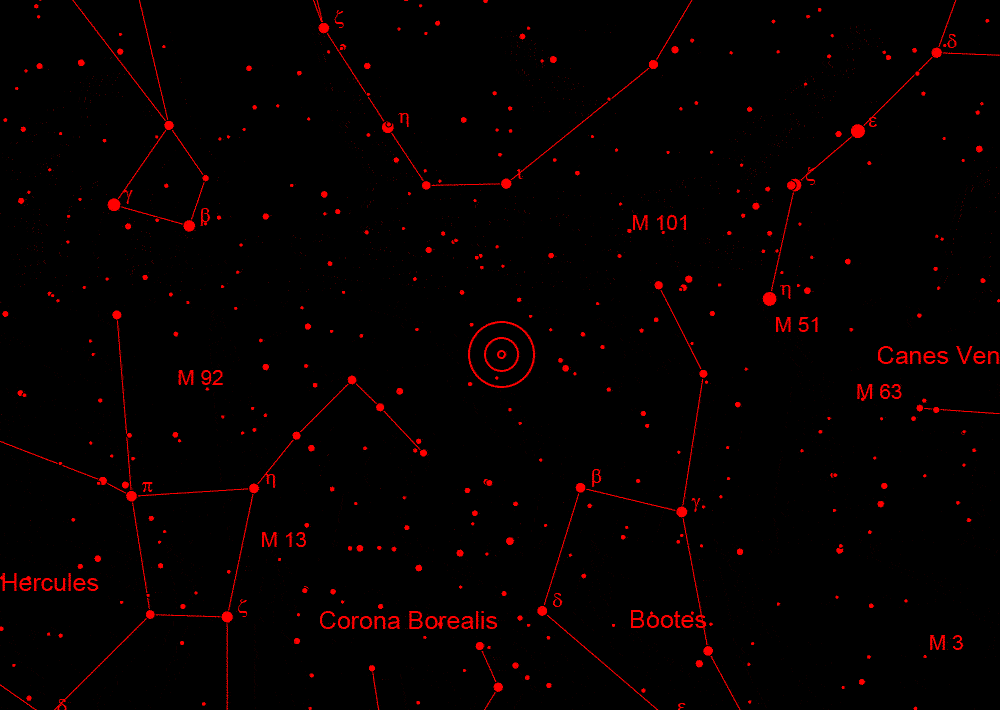 ζ
δ
η
ε
ι
ζ
γ
β
M 101
η
M 51
Canes Ven
M 92
M 63
β
η
π
γ
M 13
Hercules
δ
ζ
Corona Borealis
Bootes
M 3
δ
ε